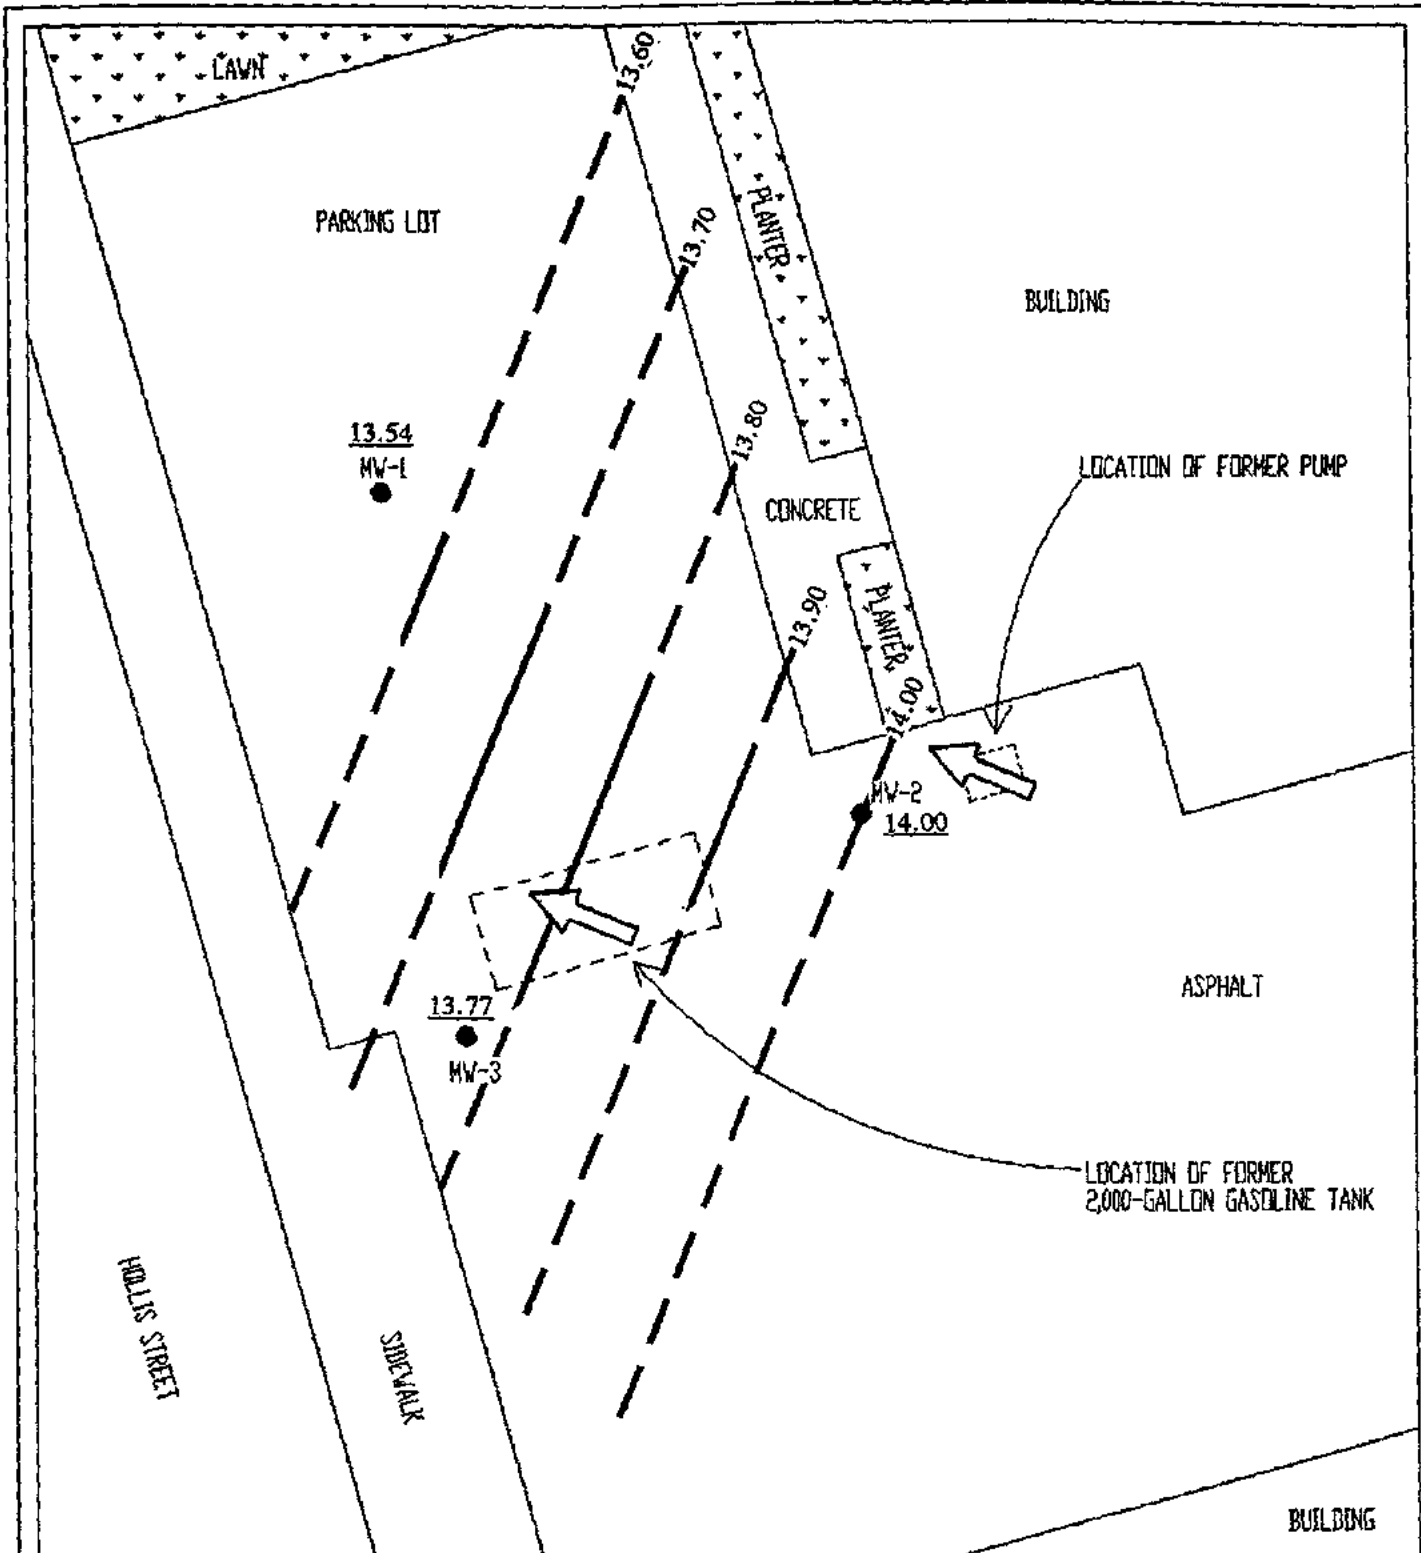 LAWN
13.60
PARKING LOT
13.70
PLANTER
BUILDING
13.80
13.54
MW-1
LOCATION OF FORMER PUMP
CONCRETE
13.90
PLANTER
14.00
MW-2
14.00
ASPHALT
13.77
MW-3
LOCATION OF FORMER
2,000-GALLON GASOLINE TANK
HOLLIS STREET
SIDEWALK
BUILDING